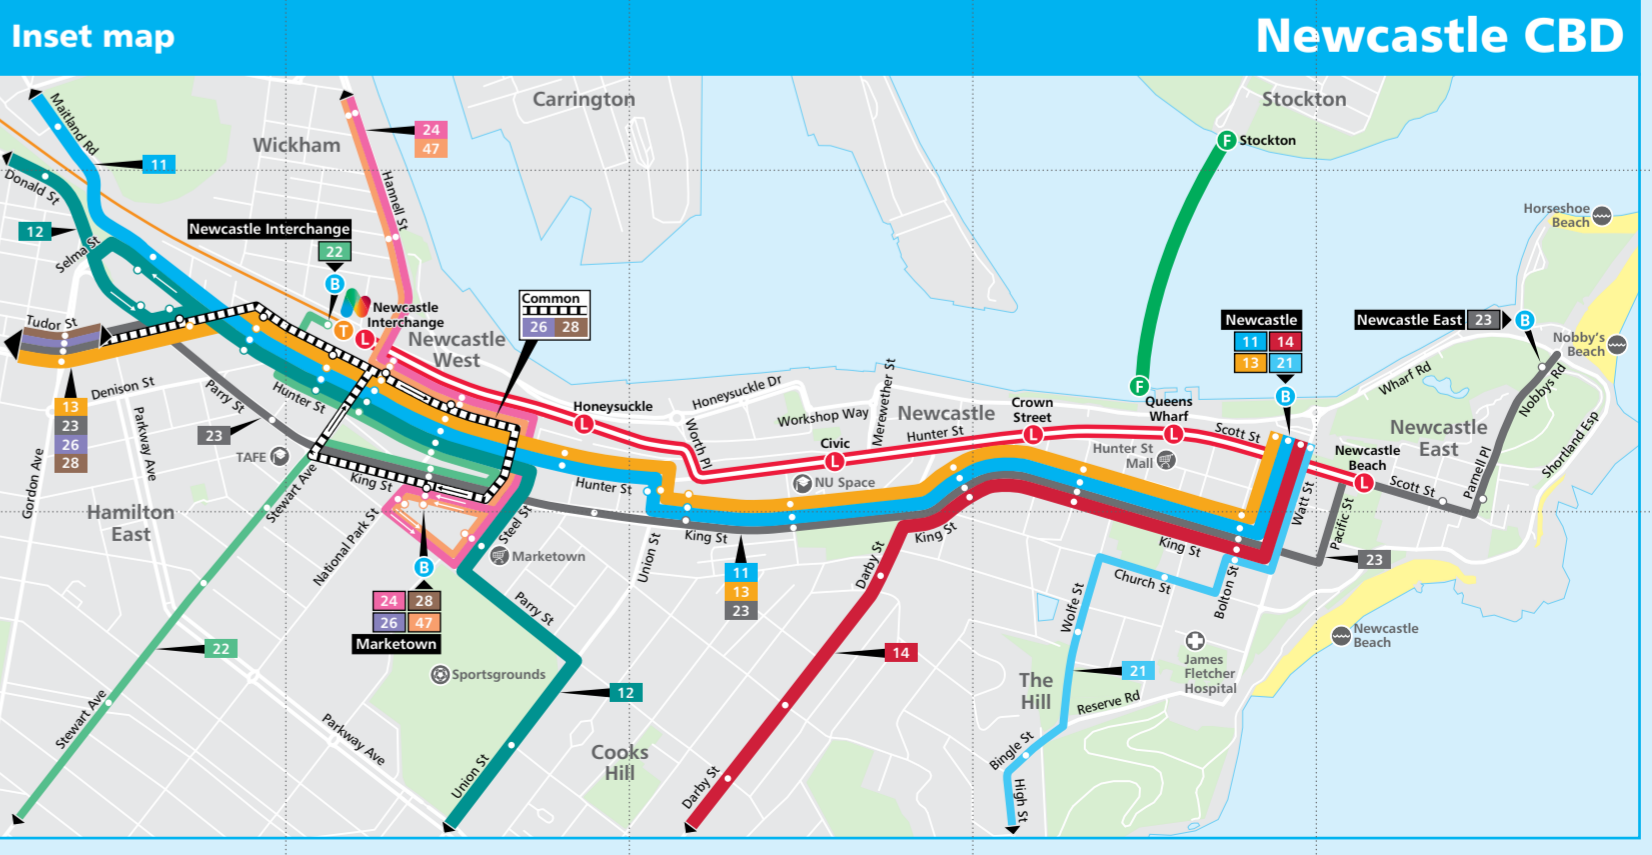 Inset map
Newcastle CBD
Carrington
Stockton
F
Stockton
Maitland Rd
Wickham
24
47
11
Donald St
Hannell St
Horseshoe
Beach
12
Selma St
Newcastle Interchange
22
B
Newcastle
Interchange
T
L
Common
26 28
Newcastle
West
Tudor St
Newcastle
11 14
13 21
B
Newcastle East 23
B
Nobby's
Beach
Nobbys Rd
Wharf Rd
F
Denison St
Parry St
Hunter St
13
23
26
28
Parkway Ave
Honeysuckle
L
Honeysuckle Dr
Workshop Way
Merewether St
Newcastle
Hunter St
Crown
Street
L
Queens
Wharf
L
Scott St
Newcastle
East
Shortland Esp
23
TAFE
Worth Pl
Civic
L
Hunter St
Mall
Newcastle
Beach
L
Scott St
Parnell Pl
Gordon Ave
King St
Stewart Ave
Hunter St
NU Space
Watt St
Pacific St
Hamilton
East
National Park St
Steel St
Marketown
Union St
King St
Darby St
King St
King St
23
B
24 28
26 47
Marketown
11
13
23
Parry St
Church St
Wolfe St
Bolton St
22
Sportsgrounds
12
14
21
The
Hill
James
Fletcher
Hospital
Newcastle
Beach
Reserve Rd
Stewart Ave
Parkway Ave
Union St
Cooks
Hill
Darby St
Bingle St
High St